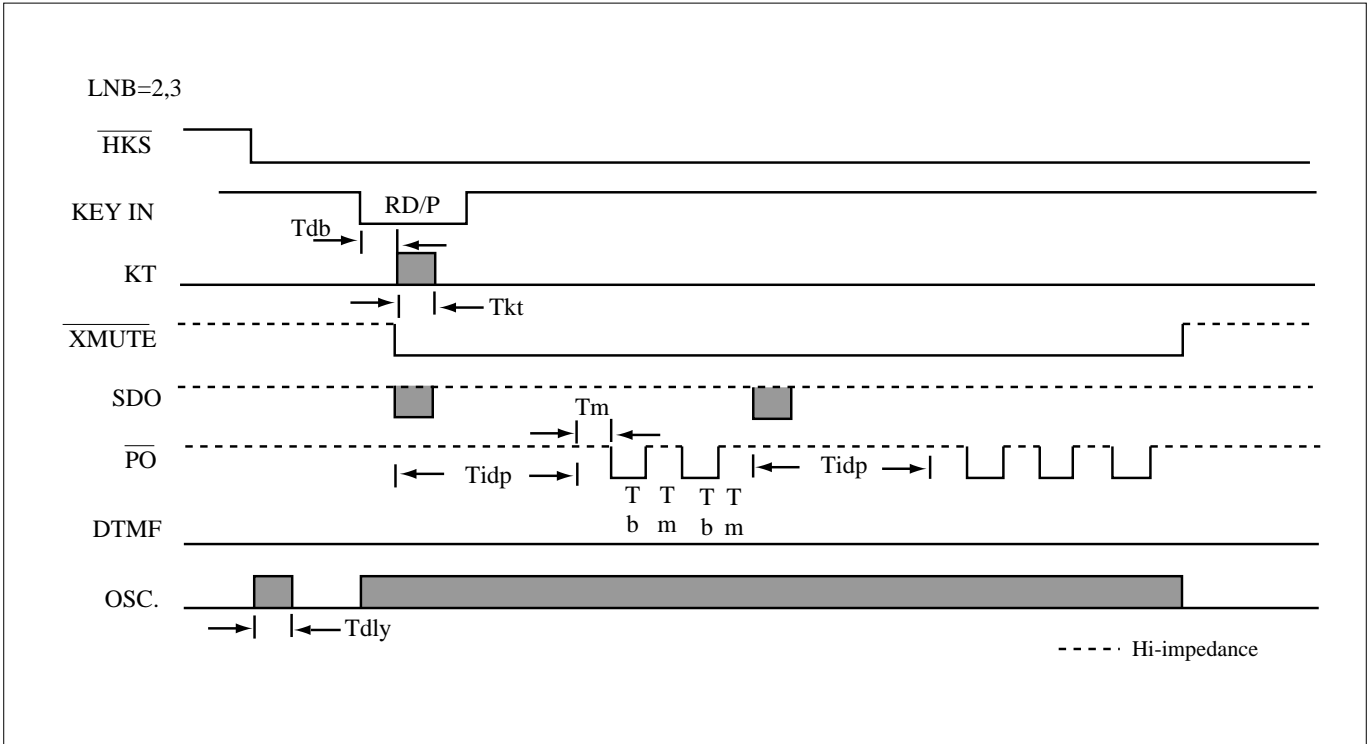 LNB=2,3
HKS
KEY IN
RD/P
Tdb
KT
Tkt
XMUTE
SDO
Tm
PO
Tidp
Tidp
T
b
T
m
T
b
T
m
DTMF
OSC.
Tdly
Hi-impedance